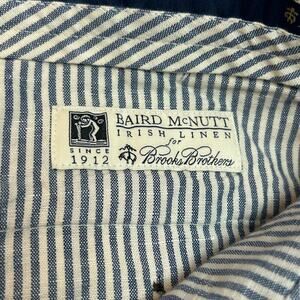 BAIRD McNUTT
IRISH LINEN
SINCE
1912
for
Brooks Brothers